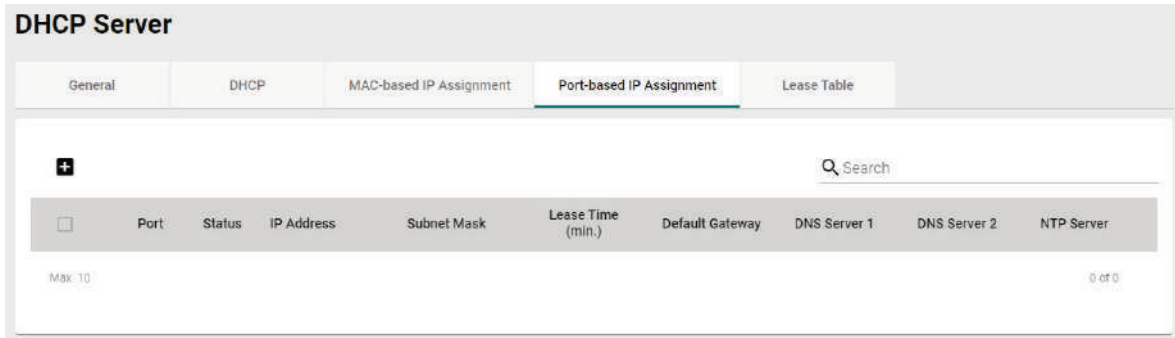 DHCP Server
General DHCP MAC-based IP Assignment Port-based IP Assignment Lease Table
Search
Port Status IP Address Subnet Mask Lease Time (min.) Default Gateway DNS Server 1 DNS Server 2 NTP Server
Max. 10 0 of 0